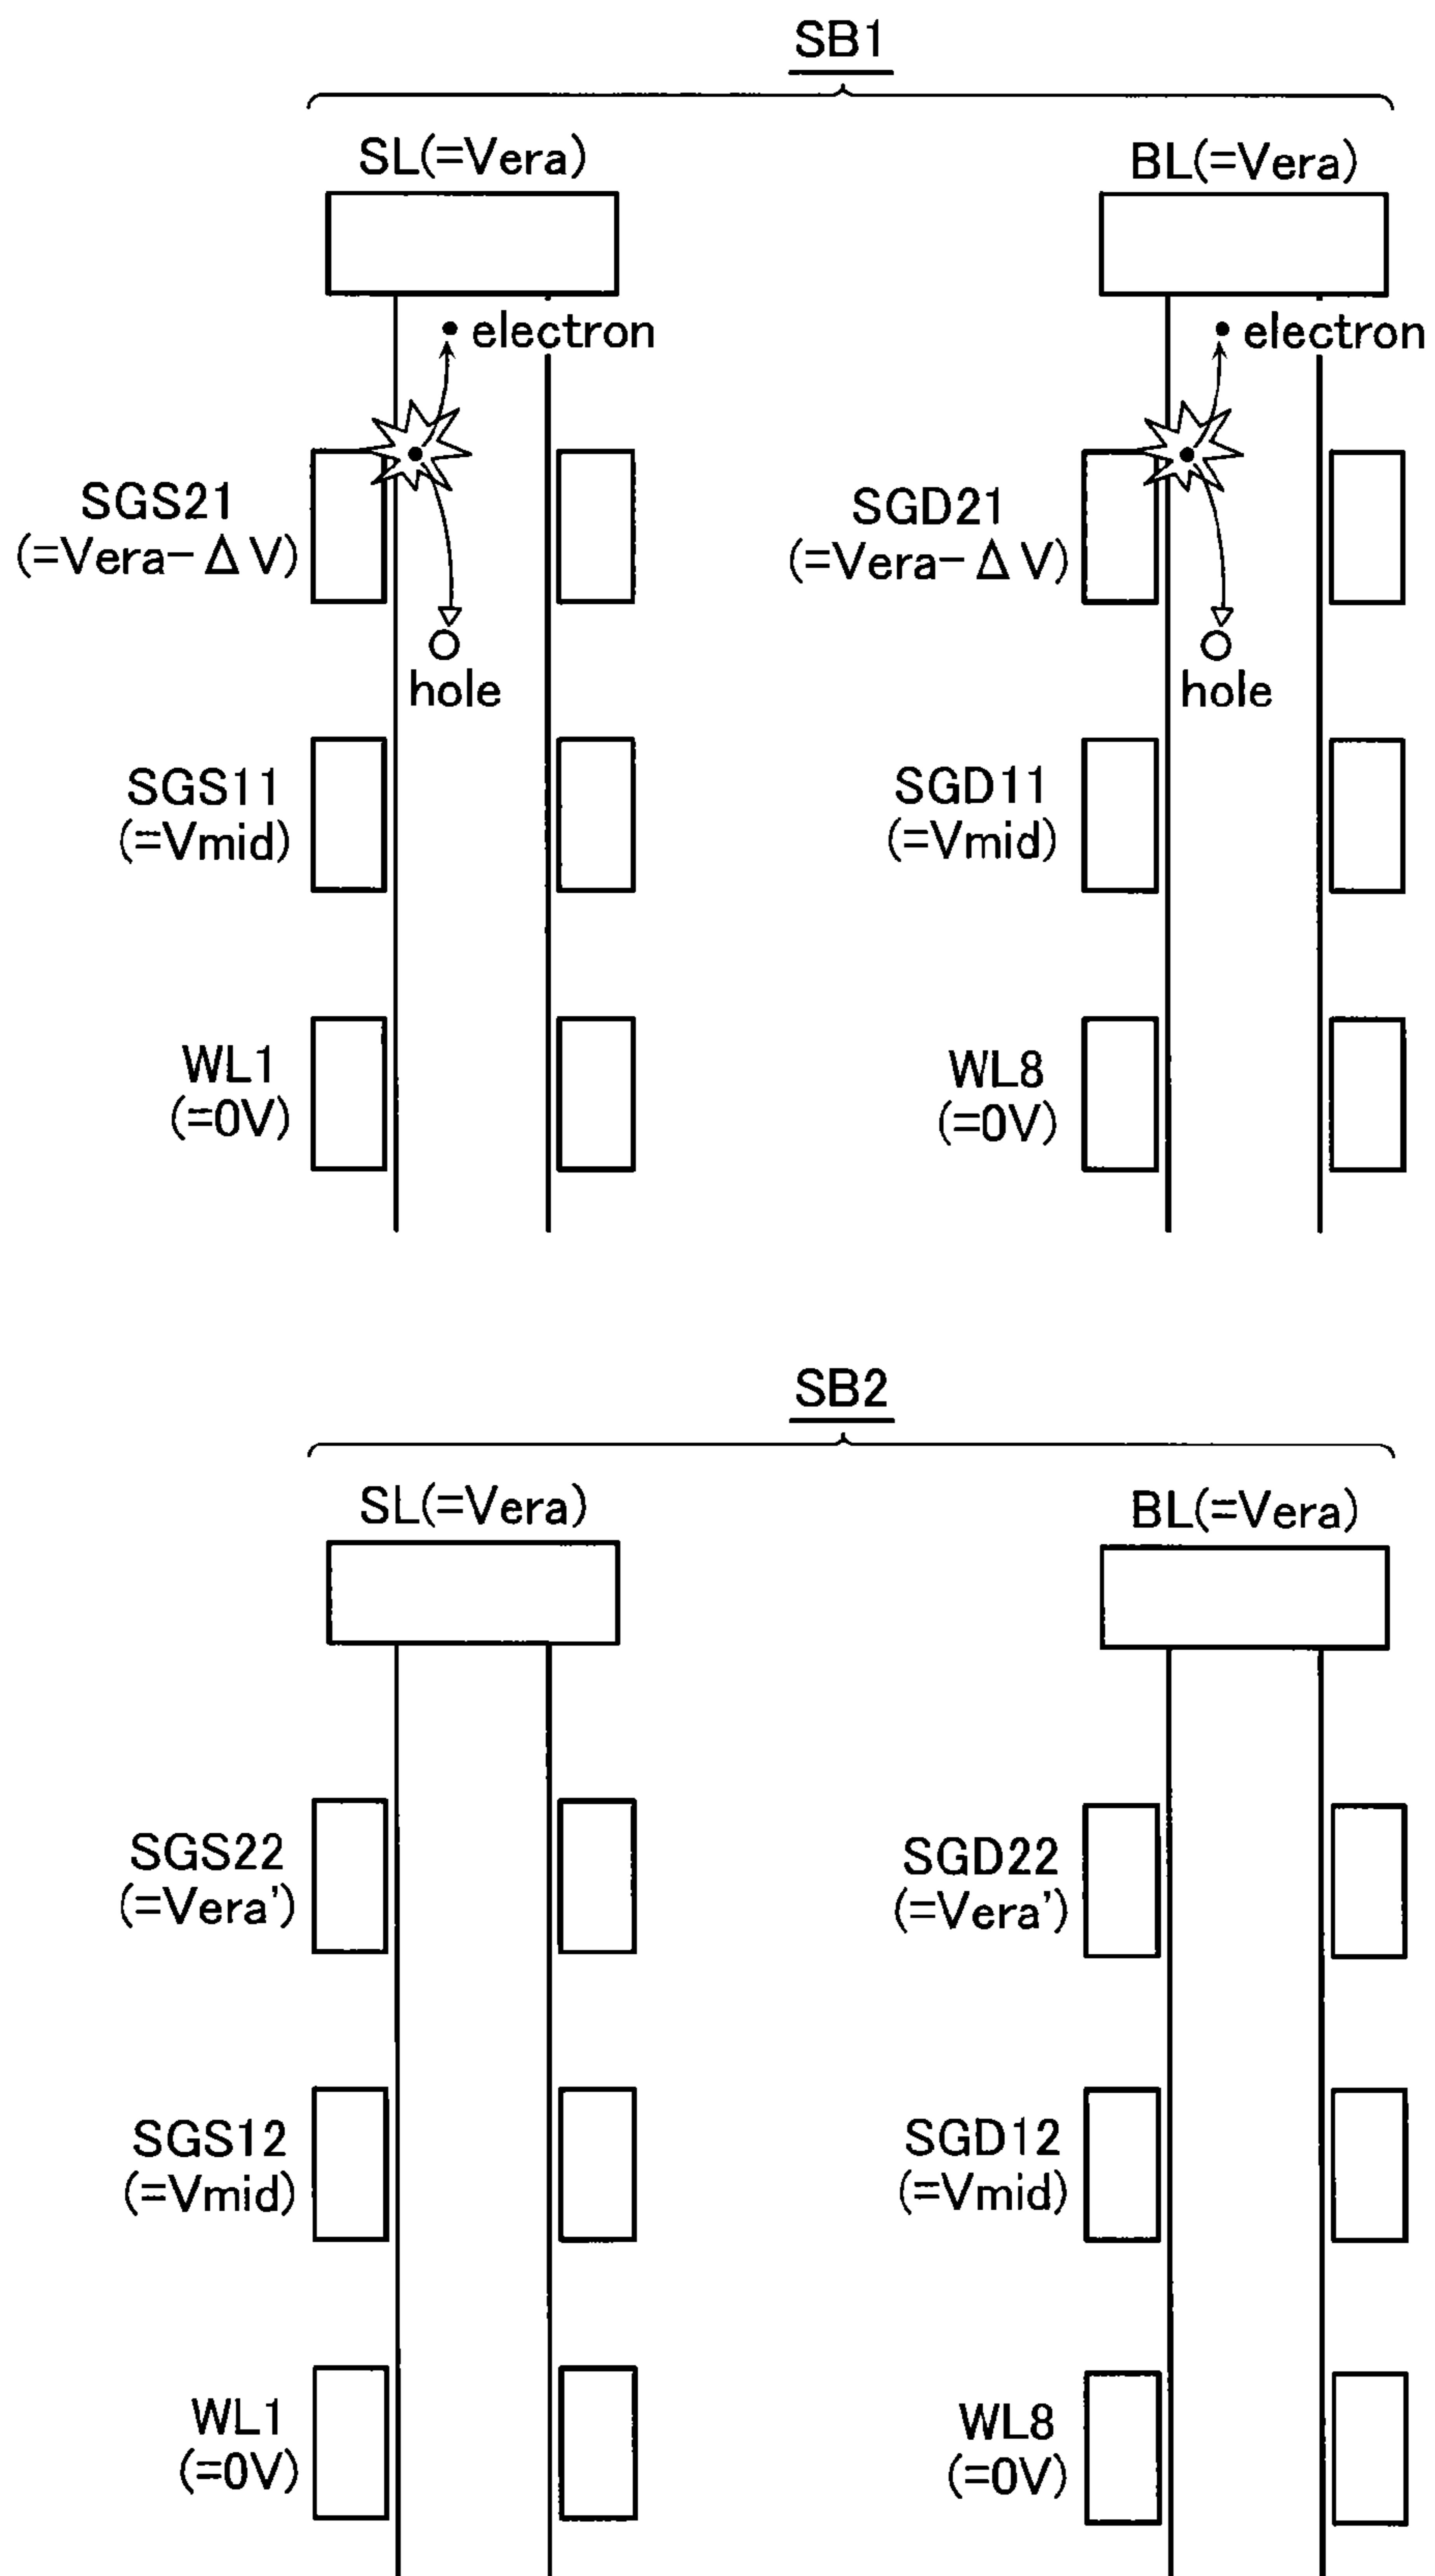 SB1
SL(=Vera)
BL(=Vera)
electron
electron
SGS21
(=Vera-ΔV)
SGD21
(=Vera-ΔV)
hole
hole
SGS11
(=Vmid)
SGD11
(=Vmid)
WL1
(=0V)
WL8
(=0V)
SB2
SL(=Vera)
BL(=Vera)
SGS22
(=Vera')
SGD22
(=Vera')
SGS12
(=Vmid)
SGD12
(=Vmid)
WL1
(=0V)
WL8
(=0V)